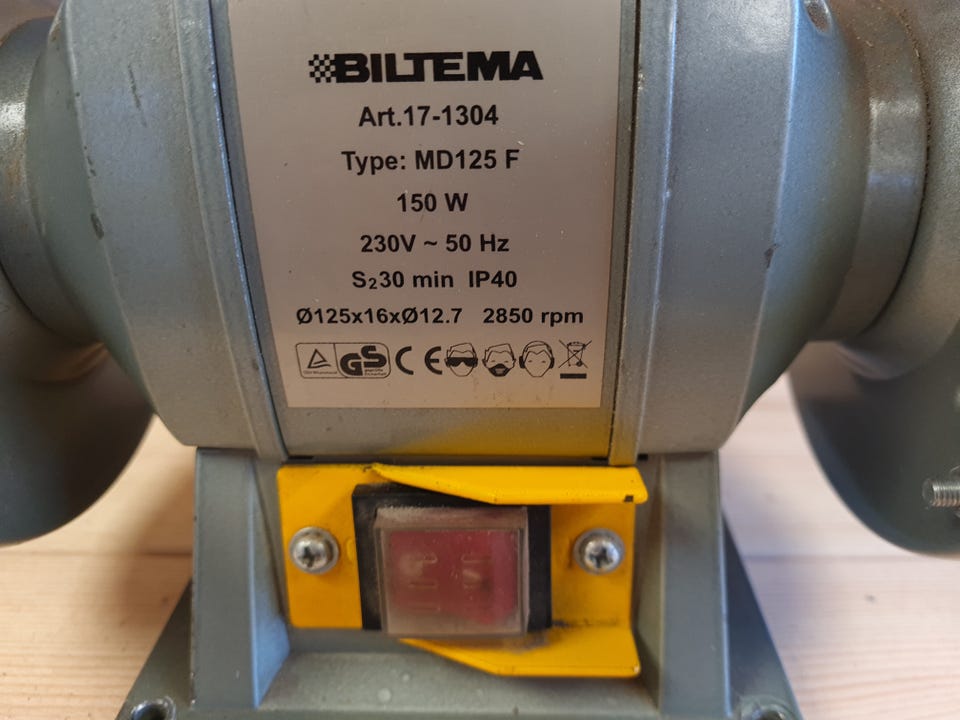 BILTEMA
Art.17-1304
Type: MD125 F
150 W
230V ~ 50 Hz
S₂30 min IP40
Ø125x16xØ12.7 2850 rpm
GS CE